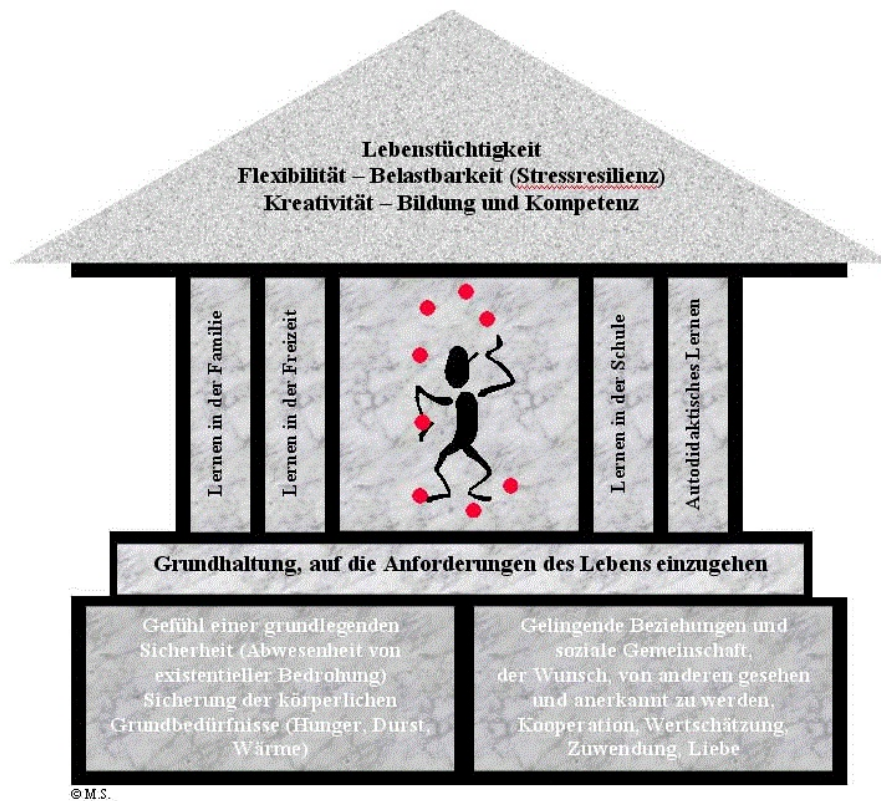 Lebenstüchtigkeit
Flexibilität – Belastbarkeit (Stressresilienz)
Kreativität – Bildung und Kompetenz
Lernen in der Familie
Lernen in der Freizeit
Lernen in der Schule
Autodidaktisches Lernen
Grundhaltung, auf die Anforderungen des Lebens einzugehen
Gefühl einer grundlegenden
Sicherheit (Abwesenheit von
existentieller Bedrohung)
Sicherung der körperlichen
Grundbedürfnisse (Hunger, Durst,
Wärme)
Gelingende Beziehungen und
soziale Gemeinschaft,
der Wunsch, von anderen gesehen
und anerkannt zu werden,
Kooperation, Wertschätzung,
Zuwendung, Liebe
© M.S.